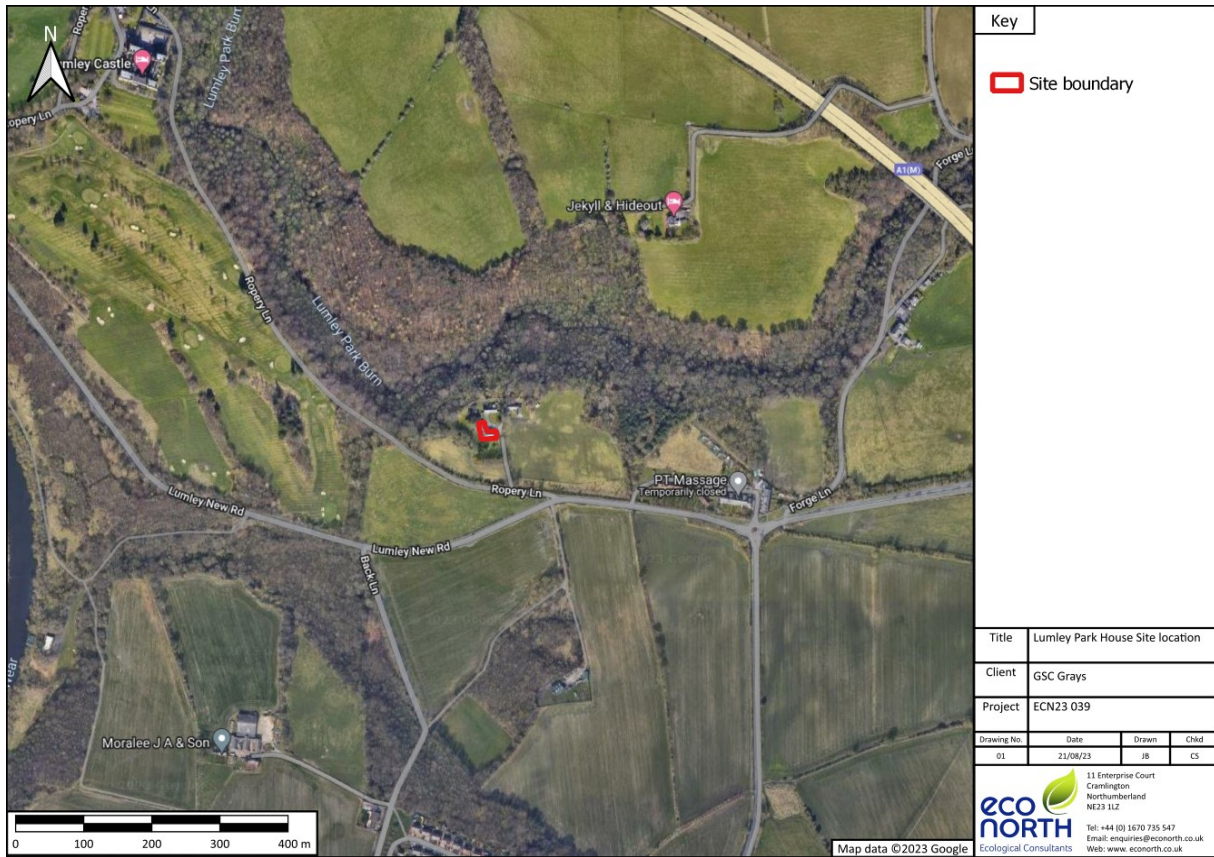 N
Ropery
Ln
Lumley Park Burn
mley Castle
Ropery Ln
A1(M)
Forge L
Jekyll & Hideout
Ropery Ln
Lumley Park Burn
PT Massage
Temporarily closed
Ropery Ln
Forge Ln
Lumley New Rd
Lumley New Rd
Back Ln
Wear
Moralee J A & Son
0 100 200 300 400 m
Map data ©2023 Google
Key
Site boundary
Title Lumley Park House Site location
Client GSC Grays
Project ECN23 039
Drawing No. Date Drawn Chkd
01 21/08/23 JB CS
eco
NORTH
Ecological Consultants
11 Enterprise Court
Cramlington
Northumberland
NE23 1LZ
Tel: +44 (0) 1670 735 547
Email: enquiries@econorth.co.uk
Web: www. econorth.co.uk